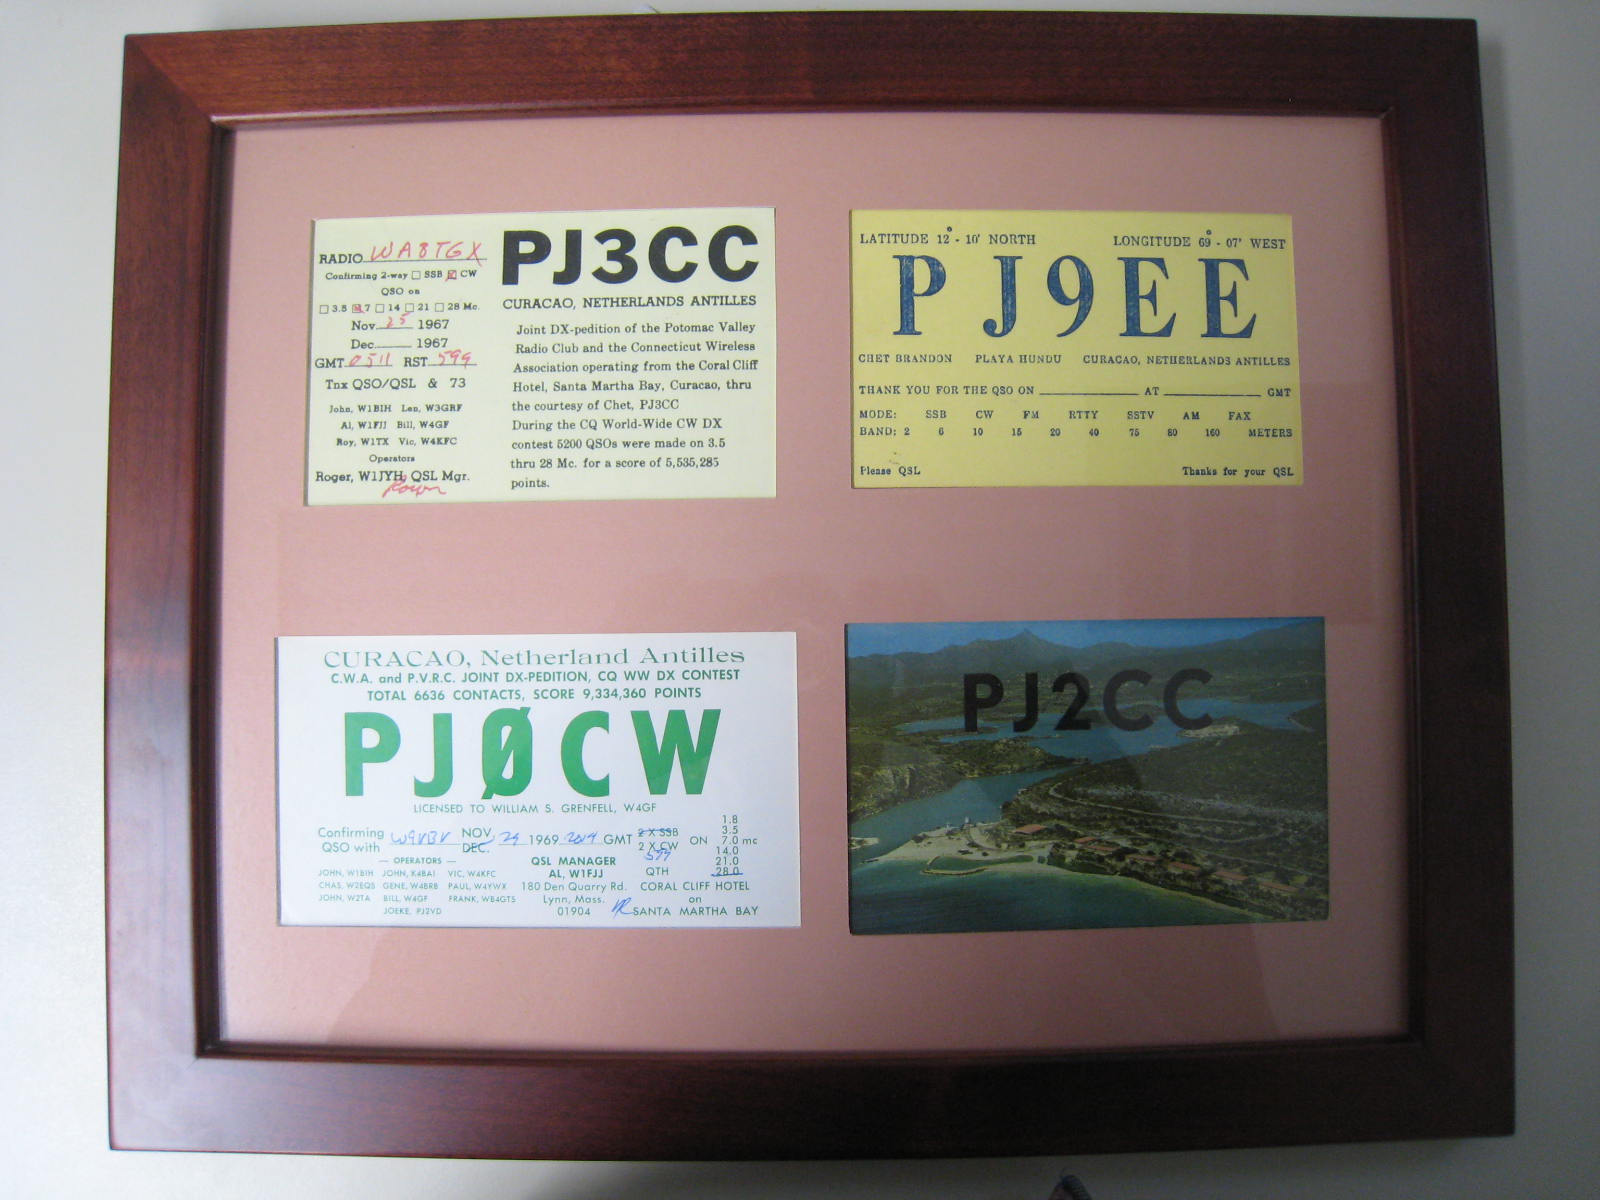 RADIO WA8TGX
Confirming 2-way SSB CW
QSO on
3.5 7 14 21 28 Mc.
Nov. 25 1967
Dec. 1967
GMT 0511 RST 599
Tnx QSO/QSL & 73
John, W1BIH Len, W3GRF
Al, W1FJJ Bill, W4GF
Roy, W1TX Vic, W4KFC
Operators
Roger, W1JYH, QSL Mgr.
Roger
PJ3CC
CURACAO, NETHERLANDS ANTILLES
Joint DX-pedition of the Potomac Valley
Radio Club and the Connecticut Wireless
Association operating from the Coral Cliff
Hotel, Santa Martha Bay, Curacao, thru
the courtesy of Chet, PJ3CC
During the CQ World-Wide CW DX
contest 5200 QSOs were made on 3.5
thru 28 Mc. for a score of 5,535,285
points.
LATITUDE 12° - 10' NORTH LONGITUDE 69° - 07' WEST
PJ9EE
CHET BRANDON PLAYA HUNDU CURACAO, NETHERLANDS ANTILLES
THANK YOU FOR THE QSO ON AT GMT
MODE: SSB CW FM RTTY SSTV AM FAX
BAND: 2 6 10 15 20 40 75 80 160 METERS
Please QSL Thanks for your QSL
CURACAO, Netherland Antilles
C.W.A. and P.V.R.C. JOINT DX-PEDITION, CQ WW DX CONTEST
TOTAL 6636 CONTACTS, SCORE 9,334,360 POINTS
PJØCW
LICENSED TO WILLIAM S. GRENFELL, W4GF
Confirming QSO with W9VBV NOV. DEC. 29 1969 2019 GMT 2 X SSB 2 X CW ON
599
1.8
3.5
7.0 mc
14.0
21.0
28.0
— OPERATORS —
JOHN, W1BIH JOHN, K4BAI VIC, W4KFC
CHAS, W2EQS GENE, W4BRB PAUL, W4YWX
JOHN, W2TA BILL, W4GF FRANK, WB4GTS
JOEKE, PJ2VD
QSL MANAGER
AL, W1FJJ
180 Den Quarry Rd.
Lynn, Mass.
01904
QTH
CORAL CLIFF HOTEL
on
SANTA MARTHA BAY
PJ2CC